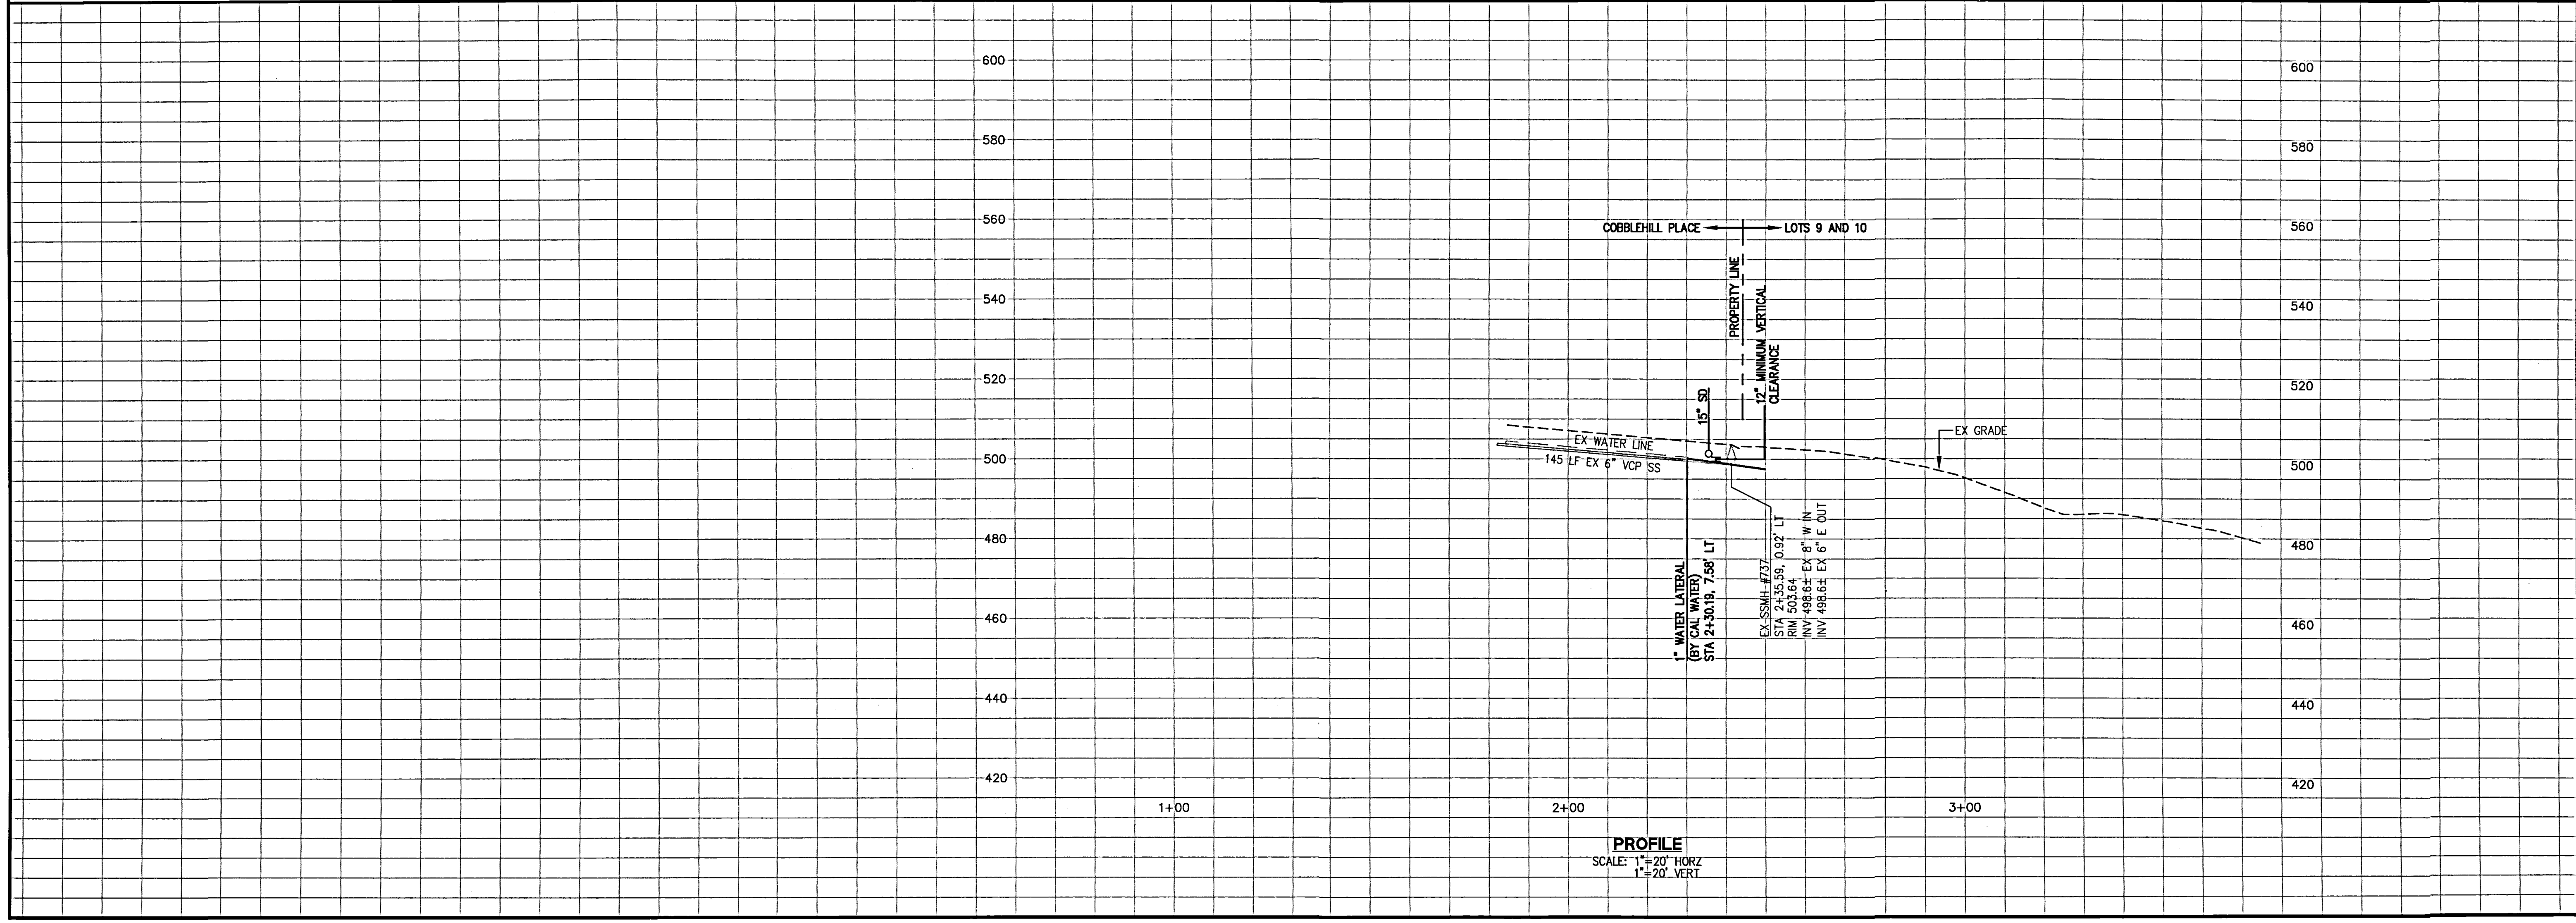 600
600
580
580
560
560
COBBLEHILL PLACE
LOTS 9 AND 10
PROPERTY LINE
12" MINIMUM VERTICAL
CLEARANCE
540
540
520
520
15" SD
EX GRADE
EX WATER LINE
145 LF EX 6" VCP SS
500
500
480
480
1" WATER LATERAL
(BY CAL WATER)
STA 2+30.19, 7.58' LT
EX SSMH #737
STA 2+35.59, 0.92' LT
RIM 503.64
INV 498.6± EX 8" W IN
INV 498.6± EX 6" E OUT
460
460
440
440
420
420
1+00
2+00
3+00
PROFILE
SCALE: 1"=20' HORZ
1"=20' VERT